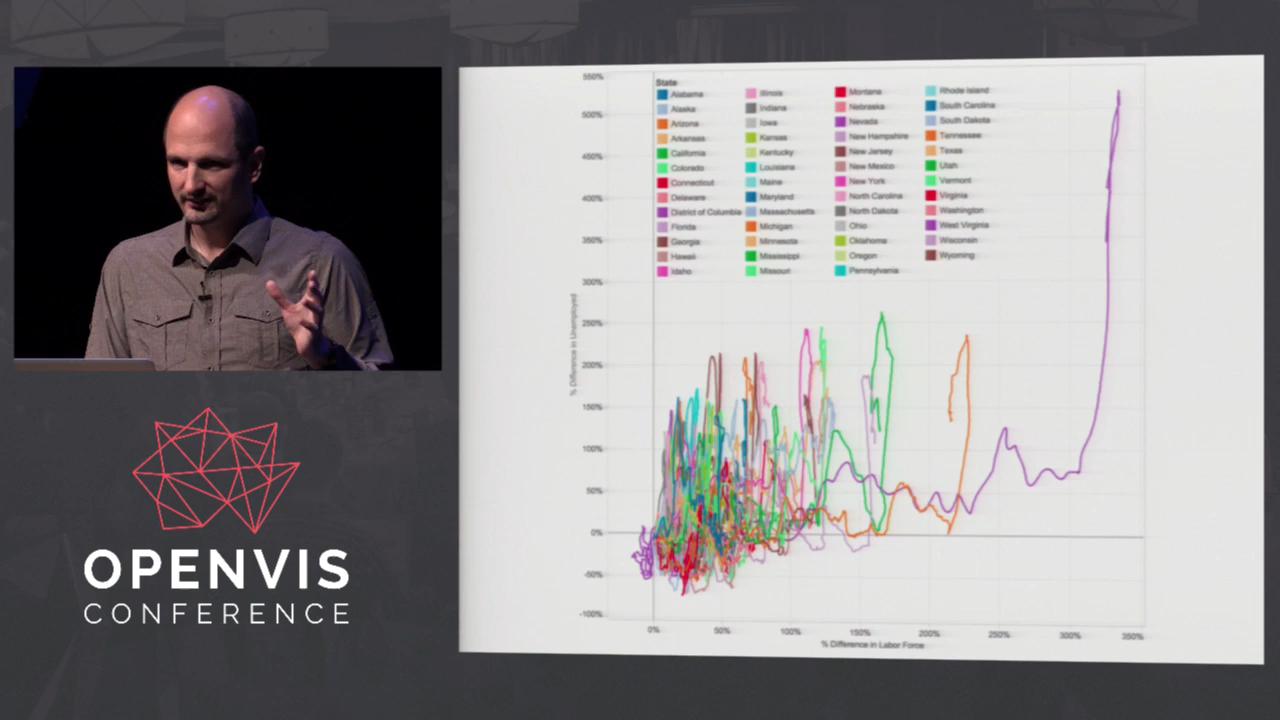 State
Alabama
Alaska
Arizona
Arkansas
California
Colorado
Connecticut
Delaware
District of Columbia
Florida
Georgia
Hawaii
Idaho
Illinois
Indiana
Iowa
Kansas
Kentucky
Louisiana
Maine
Maryland
Massachusetts
Michigan
Minnesota
Mississippi
Missouri
Montana
Nebraska
Nevada
New Hampshire
New Jersey
New Mexico
New York
North Carolina
North Dakota
Ohio
Oklahoma
Oregon
Pennsylvania
Rhode Island
South Carolina
South Dakota
Tennessee
Texas
Utah
Vermont
Virginia
Washington
West Virginia
Wisconsin
Wyoming
550%
500%
450%
400%
350%
300%
250%
200%
150%
100%
50%
0%
-50%
-100%
% Difference in Unemployed
0%
50%
100%
150%
200%
250%
300%
350%
% Difference in Labor Force
OPENVIS
CONFERENCE